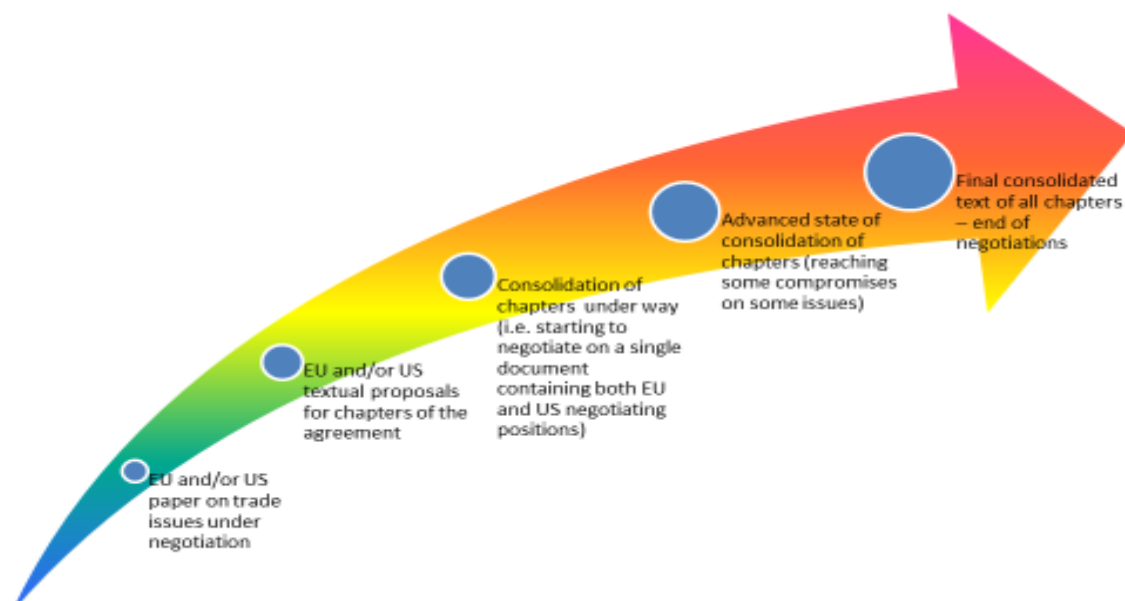 EU and/or US
paper on trade
issues under
negotiation
EU and/or US
textual proposals
for chapters of the
agreement
Consolidation of
chapters under way
(i.e. starting to
negotiate on a single
document
containing both EU
and US negotiating
positions)
Advanced state of
consolidation of
chapters (reaching
some compromises
on some issues)
Final consolidated
text of all chapters
– end of
negotiations